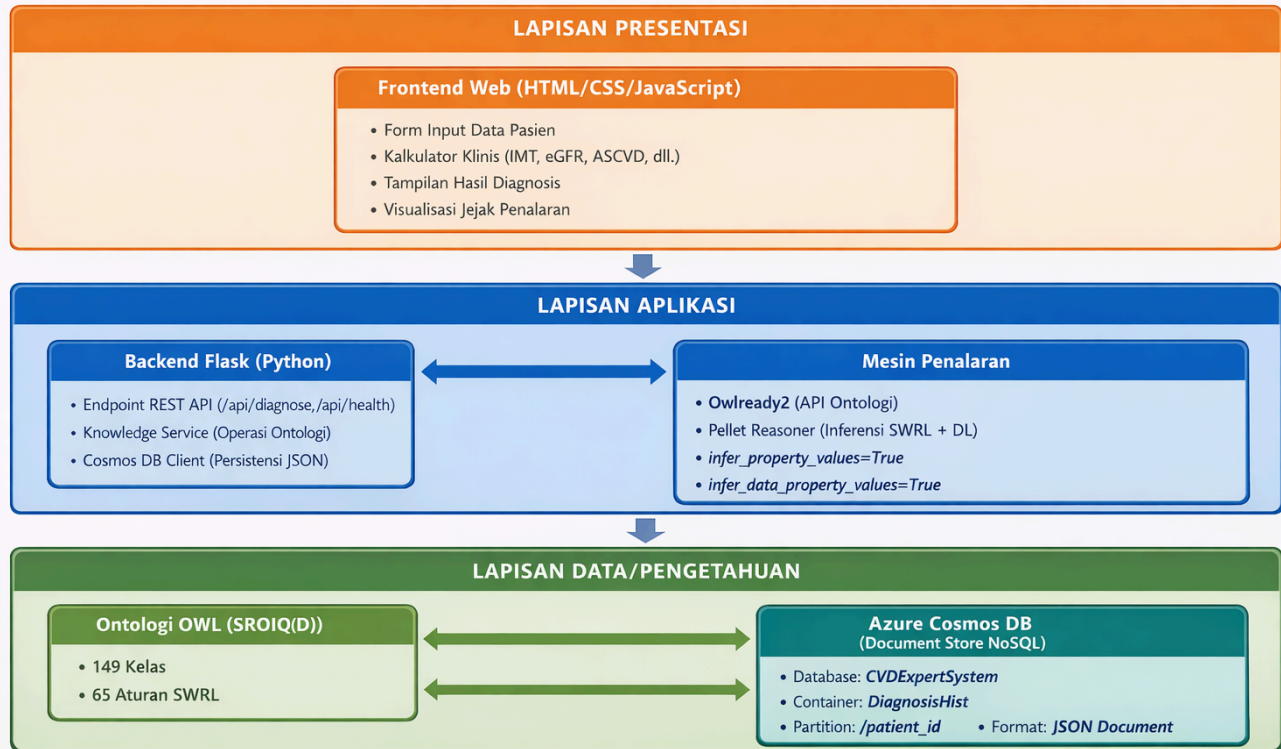 LAPISAN PRESENTASI
Frontend Web (HTML/CSS/JavaScript)
• Form Input Data Pasien
• Kalkulator Klinis (IMT, eGFR, ASCVD, dll.)
• Tampilan Hasil Diagnosis
• Visualisasi Jejak Penalaran
LAPISAN APLIKASI
Backend Flask (Python)
• Endpoint REST API (/api/diagnose,/api/health)
• Knowledge Service (Operasi Ontologi)
• Cosmos DB Client (Persistensi JSON)
Mesin Penalaran
• Owlready2 (API Ontologi)
• Pellet Reasoner (Inferensi SWRL + DL)
• infer_property_values=True
• infer_data_property_values=True
LAPISAN DATA/PENGETAHUAN
Ontologi OWL (SROIQ(D))
• 149 Kelas
• 65 Aturan SWRL
Azure Cosmos DB
(Document Store NoSQL)
• Database: CVDExpertSystem
• Container: DiagnosisHist
• Partition: /patient_id • Format: JSON Document